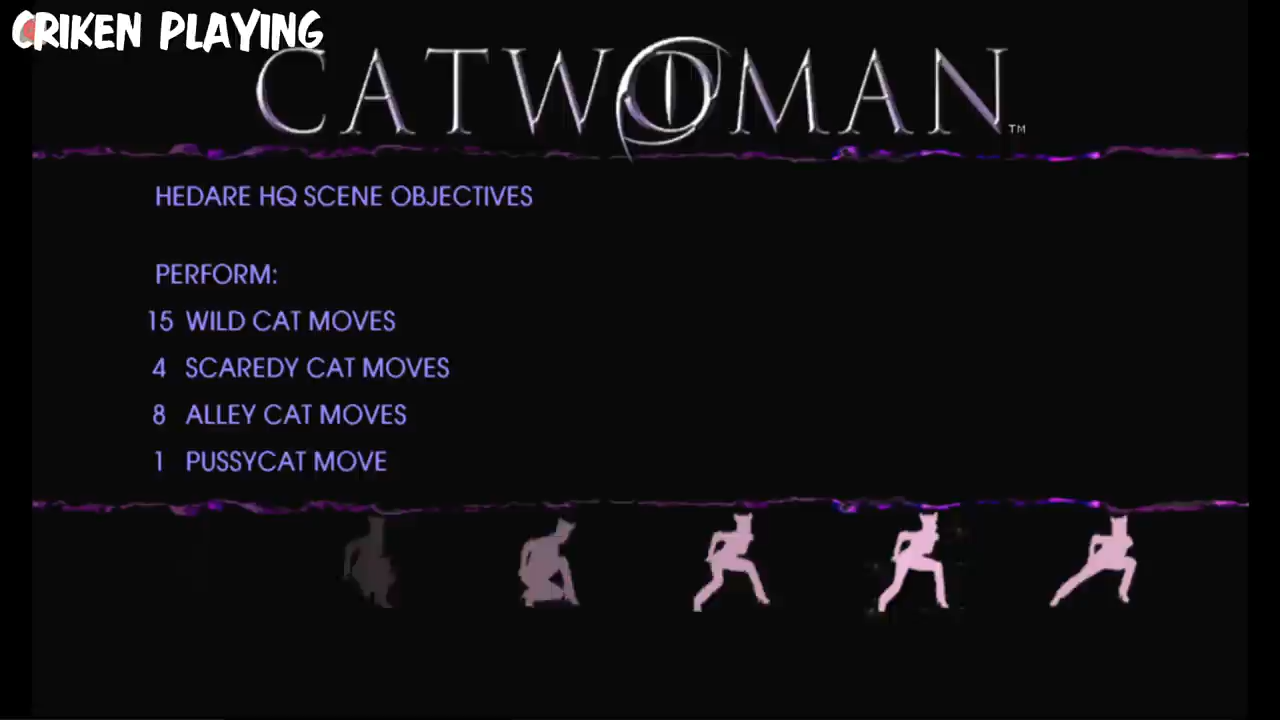 CRIKEN PLAYING
CATWOMAN™
HEDARE HQ SCENE OBJECTIVES
PERFORM:
15 WILD CAT MOVES
4 SCAREDY CAT MOVES
8 ALLEY CAT MOVES
1 PUSSYCAT MOVE